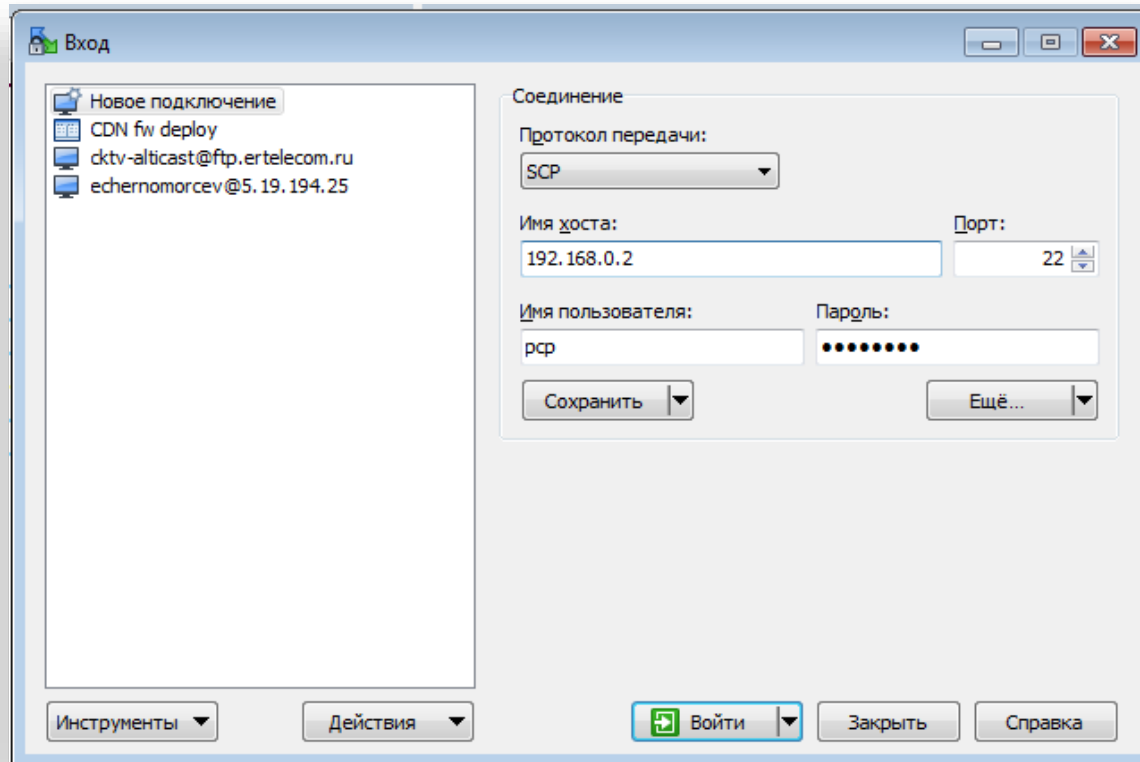 Вход
Новое подключение
CDN fw deploy
cktv-alticast@ftp.ertelecom.ru
echernomorcev@5.19.194.25
Соединение
Протокол передачи:
SCP
Имя хоста:
Порт:
192.168.0.2
22
Имя пользователя:
Пароль:
pcp
●●●●●●●●
Сохранить
Ещё...
Инструменты
Действия
Войти
Закрыть
Справка